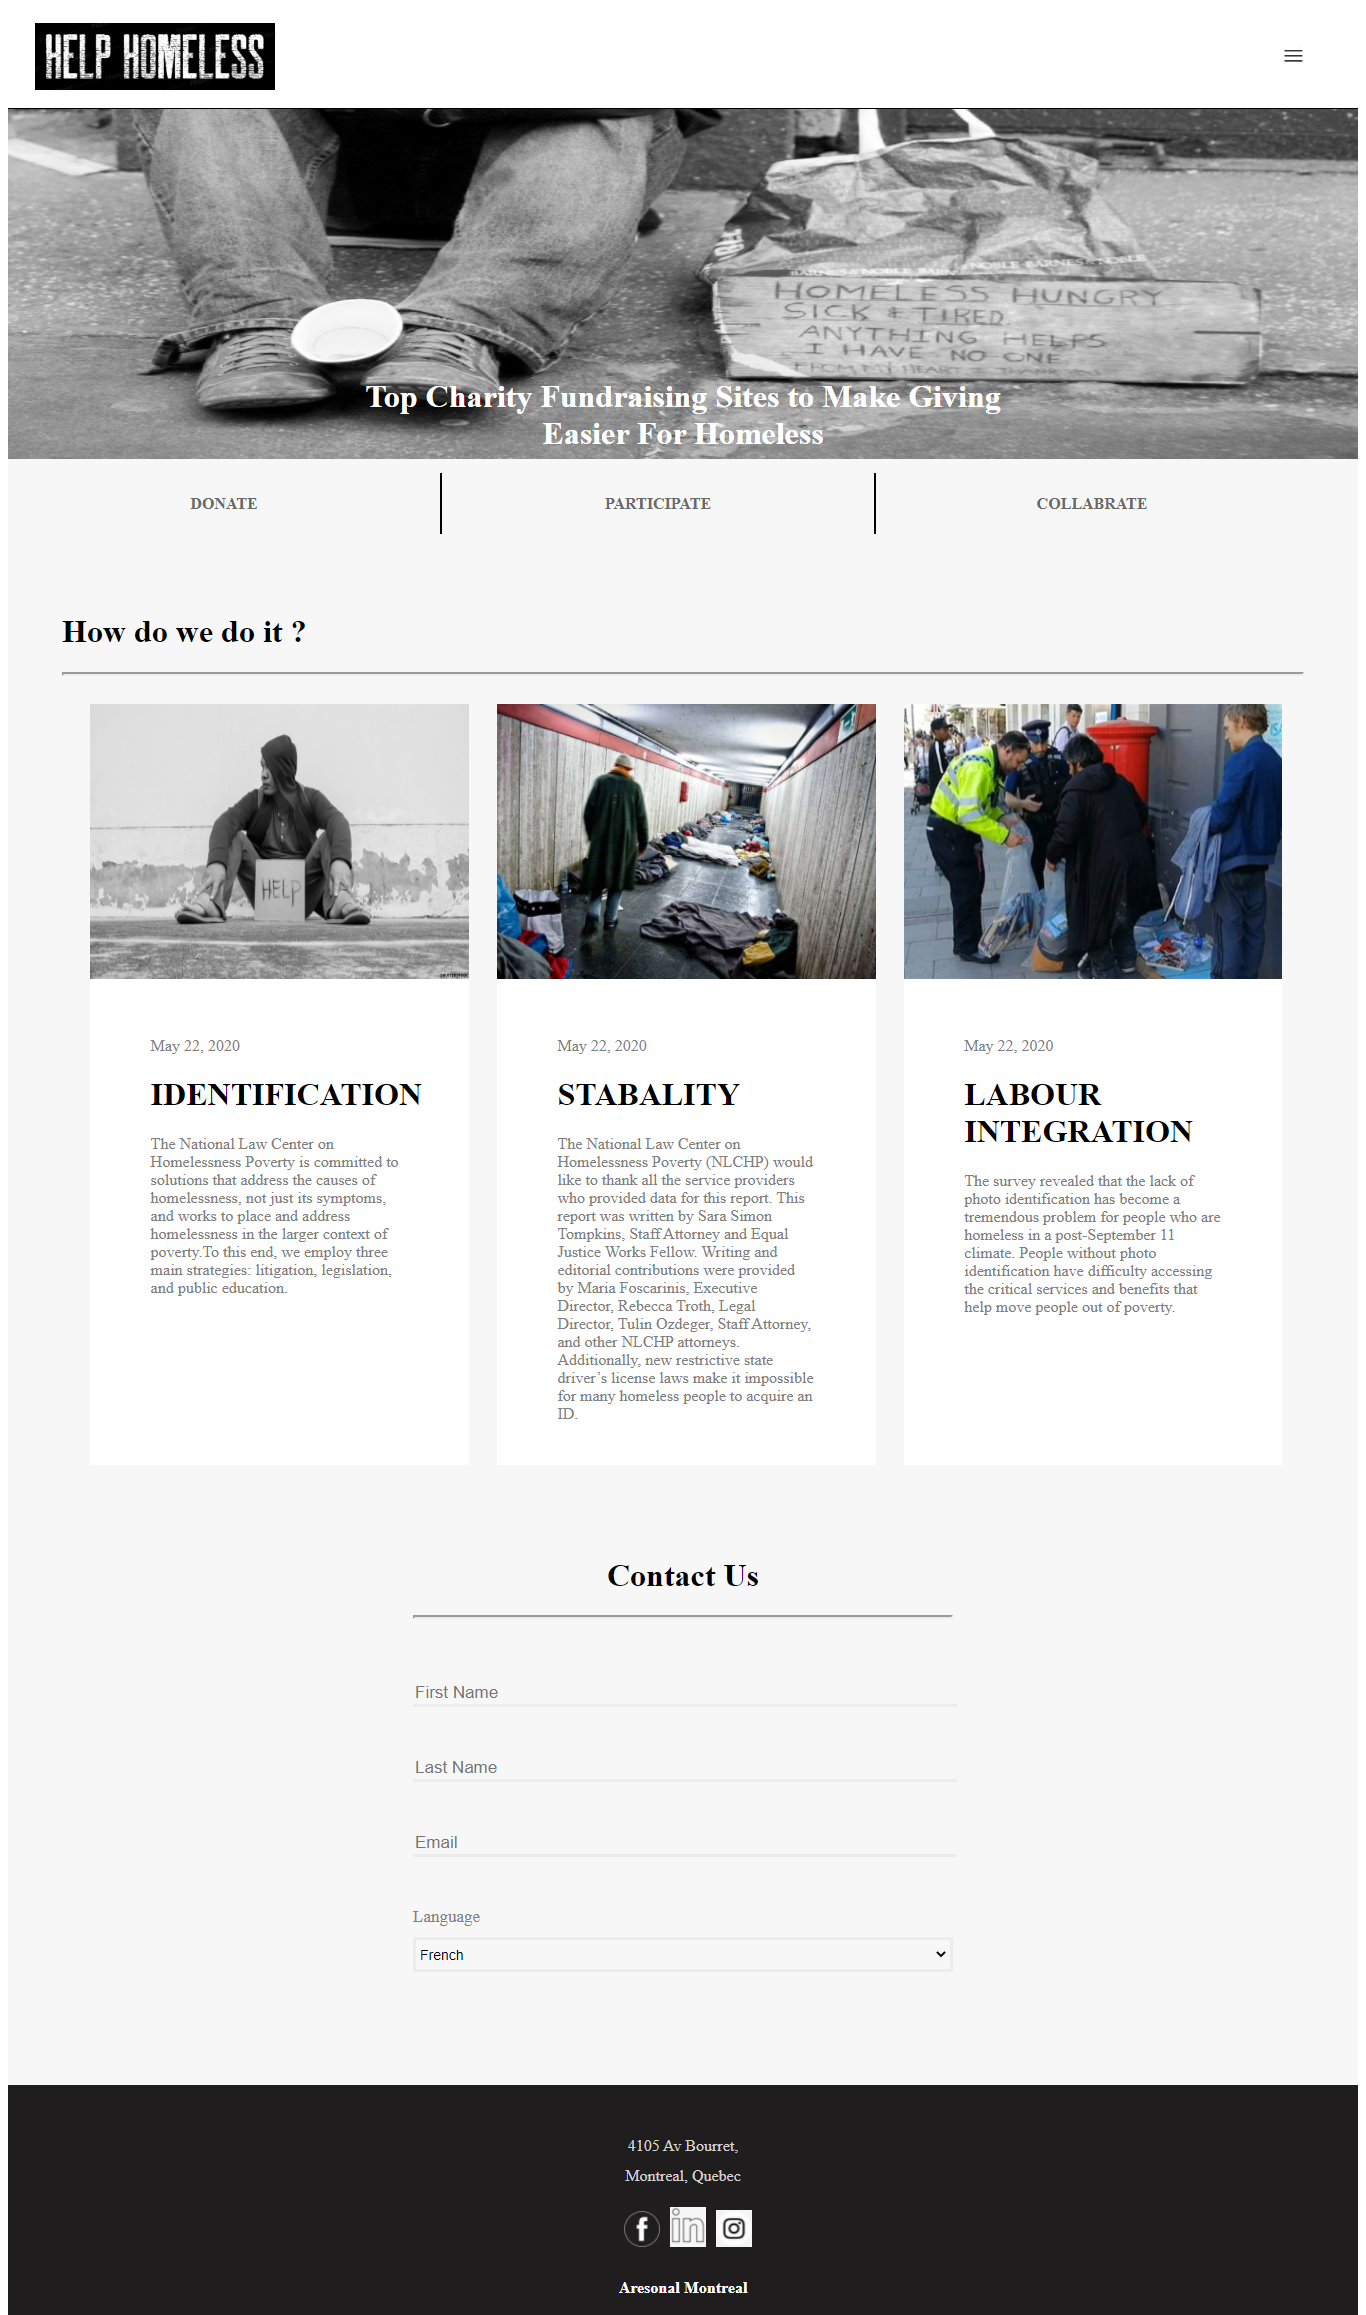 HELP HOMELESS
BARNES & NOBLE BARNES & NOBLE BARNES & NOBLE
HOMELESS HUNGRY
SICK & TIRED.
ANYTHING HELPS
I HAVE NO ONE
FROM MY HEART I THANK
Top Charity Fundraising Sites to Make Giving
Easier For Homeless
DONATE
PARTICIPATE
COLLABRATE
How do we do it ?
HELP
May 22, 2020
IDENTIFICATION
The National Law Center on
Homelessness Poverty is committed to
solutions that address the causes of
homelessness, not just its symptoms,
and works to place and address
homelessness in the larger context of
poverty.To this end, we employ three
main strategies: litigation, legislation,
and public education.
May 22, 2020
STABALITY
The National Law Center on
Homelessness Poverty (NLCHP) would
like to thank all the service providers
who provided data for this report. This
report was written by Sara Simon
Tompkins, Staff Attorney and Equal
Justice Works Fellow. Writing and
editorial contributions were provided
by Maria Foscarinis, Executive
Director, Rebecca Troth, Legal
Director, Tulin Ozdeger, Staff Attorney,
and other NLCHP attorneys.
Additionally, new restrictive state
driver’s license laws make it impossible
for many homeless people to acquire an
ID.
May 22, 2020
LABOUR
INTEGRATION
The survey revealed that the lack of
photo identification has become a
tremendous problem for people who are
homeless in a post-September 11
climate. People without photo
identification have difficulty accessing
the critical services and benefits that
help move people out of poverty.
Contact Us
First Name
Last Name
Email
Language
French
4105 Av Bourret,
Montreal, Quebec
f
in
Aresonal Montreal